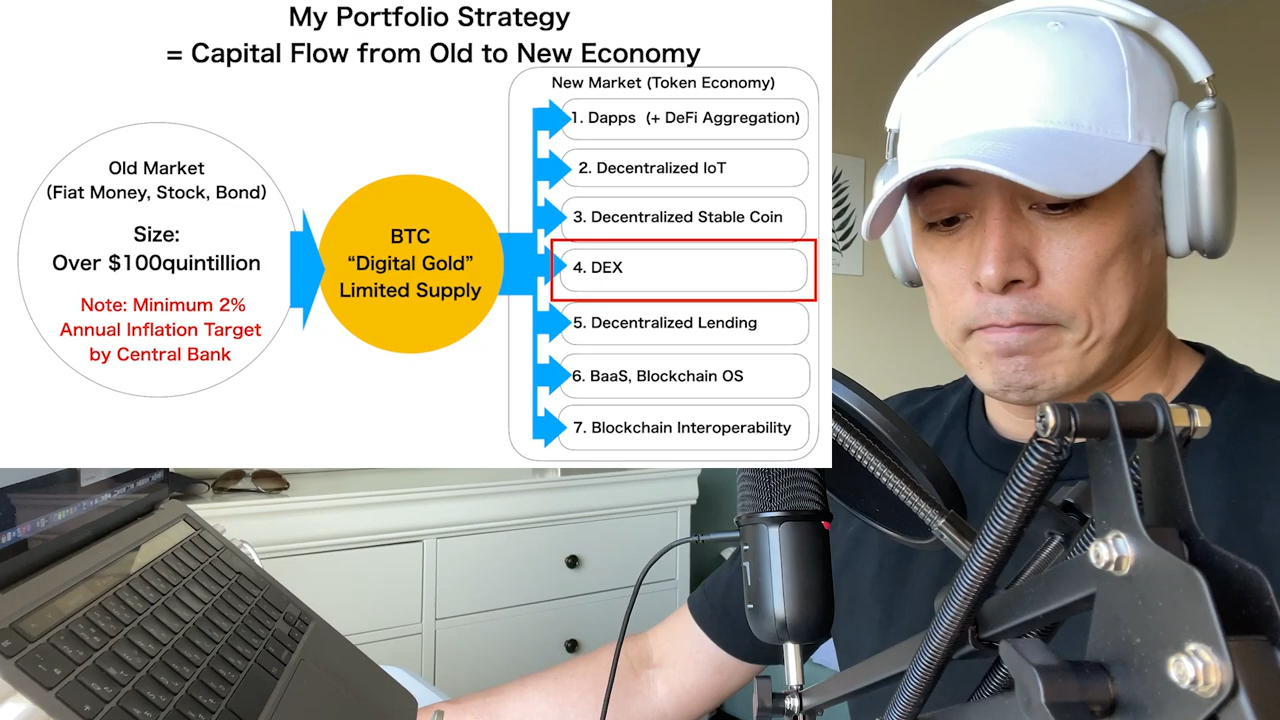 My Portfolio Strategy
= Capital Flow from Old to New Economy
Old Market
(Fiat Money, Stock, Bond)
Size:
Over $100quintillion
Note: Minimum 2%
Annual Inflation Target
by Central Bank
BTC
“Digital Gold”
Limited Supply
New Market (Token Economy)
1. Dapps (+ DeFi Aggregation)
2. Decentralized IoT
3. Decentralized Stable Coin
4. DEX
5. Decentralized Lending
6. BaaS, Blockchain OS
7. Blockchain Interoperability